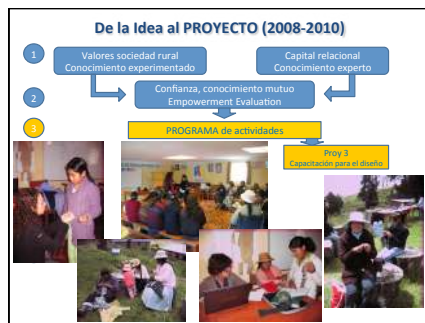 De la Idea al PROYECTO (2008-2010)
1
Valores sociedad rural
Conocimiento experimentado
Capital relacional
Conocimiento experto
2
Confianza, conocimiento mutuo
Empowerment Evaluation
3
PROGRAMA de actividades
Proy 3
Capacitación para el diseño